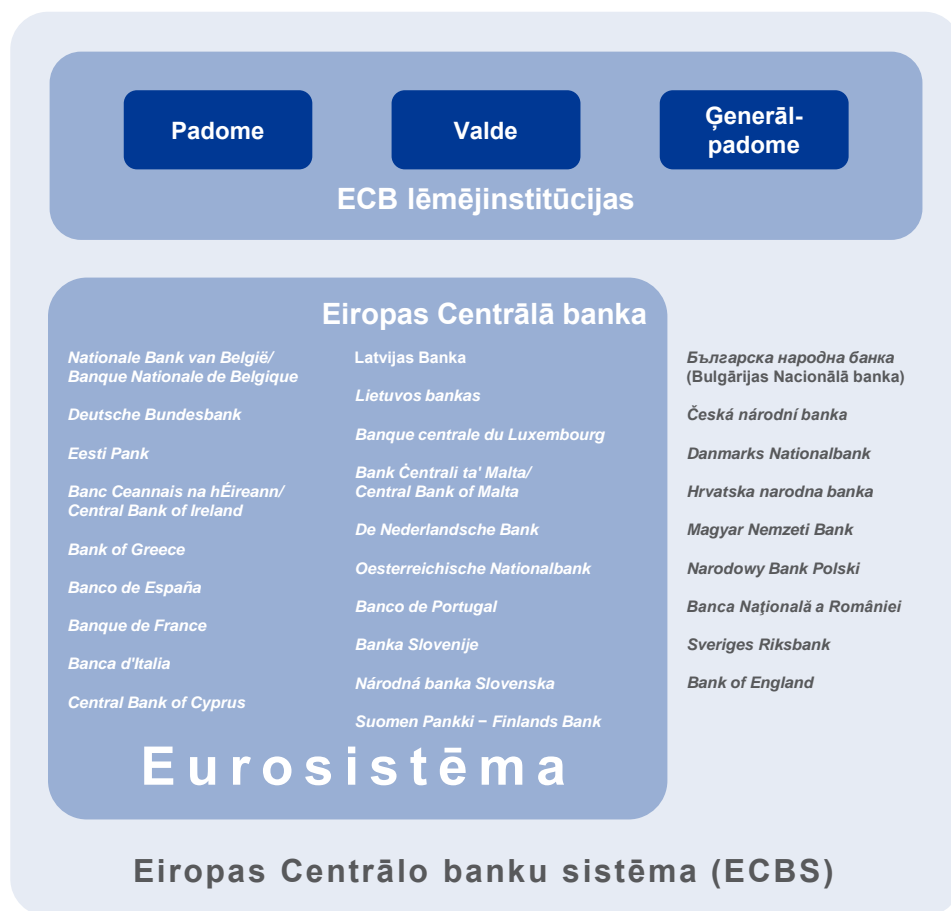 Padome
Valde
Ģenerāl-
padome
ECB lēmējinstitūcijas
Eiropas Centrālā banka
Nationale Bank van België/
Banque Nationale de Belgique
Deutsche Bundesbank
Eesti Pank
Banc Ceannais na hÉireann/
Central Bank of Ireland
Bank of Greece
Banco de España
Banque de France
Banca d'Italia
Central Bank of Cyprus
Latvijas Banka
Lietuvos bankas
Banque centrale du Luxembourg
Bank Ċentrali ta' Malta/
Central Bank of Malta
De Nederlandsche Bank
Oesterreichische Nationalbank
Banco de Portugal
Banka Slovenije
Národná banka Slovenska
Suomen Pankki − Finlands Bank
Eurosistēma
Българска народна банка
(Bulgārijas Nacionālā banka)
Česká národní banka
Danmarks Nationalbank
Hrvatska narodna banka
Magyar Nemzeti Bank
Narodowy Bank Polski
Banca Naţională a României
Sveriges Riksbank
Bank of England
Eiropas Centrālo banku sistēma (ECBS)